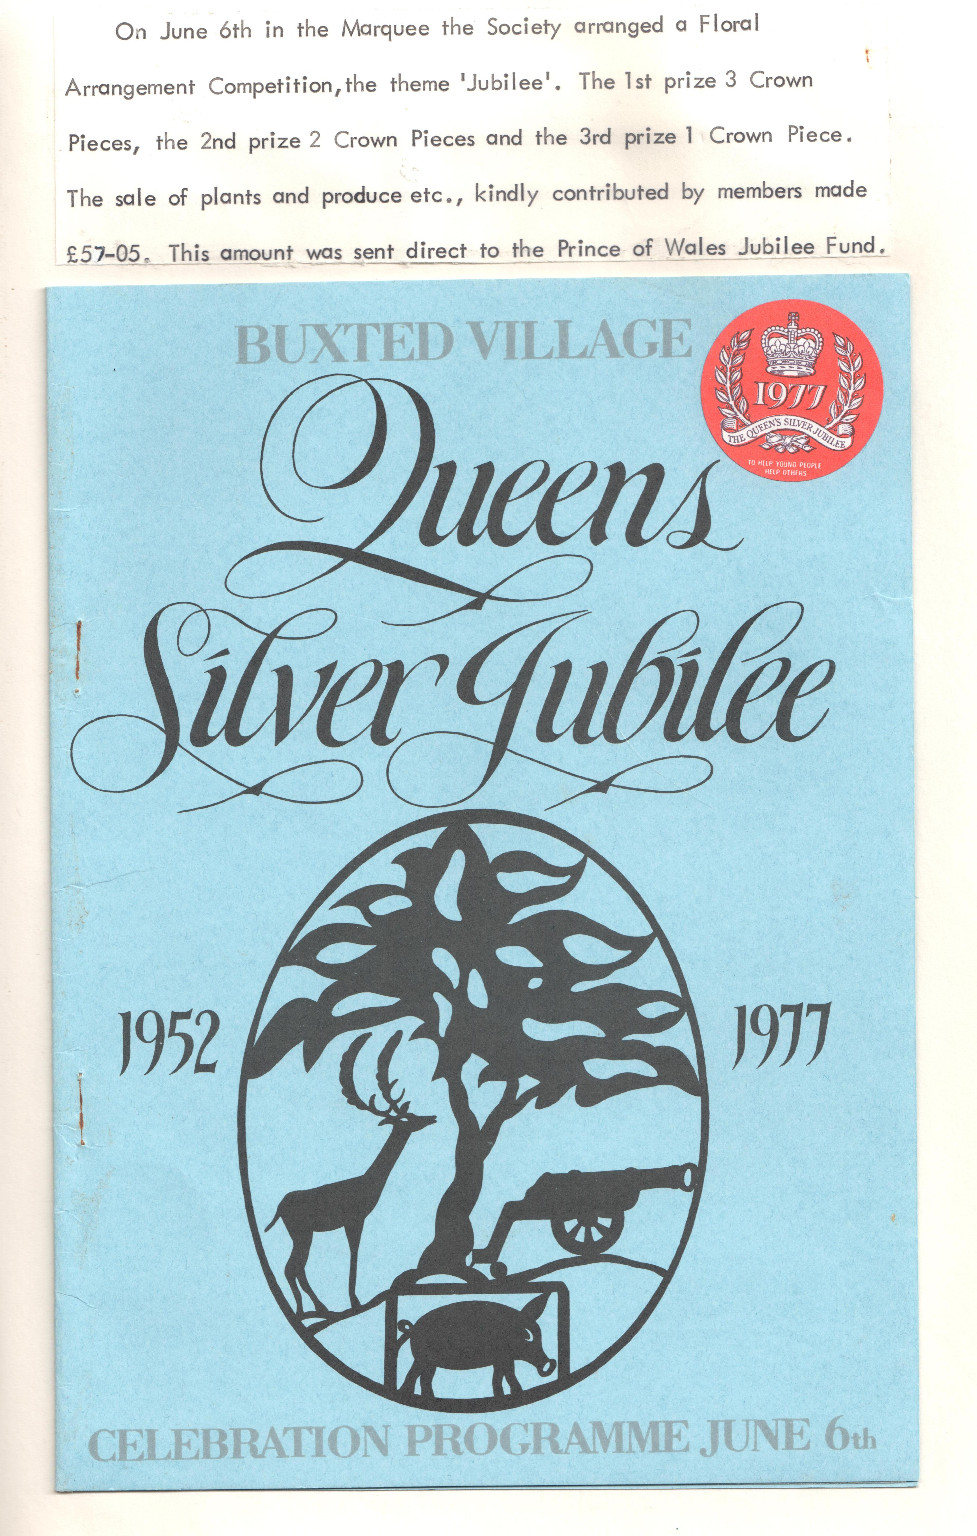 On June 6th in the Marquee the Society arranged a Floral
Arrangement Competition,the theme 'Jubilee'. The 1st prize 3 Crown
Pieces, the 2nd prize 2 Crown Pieces and the 3rd prize 1 Crown Piece.
The sale of plants and produce etc., kindly contributed by members made
£57-05. This amount was sent direct to the Prince of Wales Jubilee Fund.
BUXTED VILLAGE
1977
THE QUEEN'S SILVER JUBILEE
TO HELP YOUNG PEOPLE
HELP OTHERS
Queens
Silver Jubilee
1952 1977
CELEBRATION PROGRAMME JUNE 6th